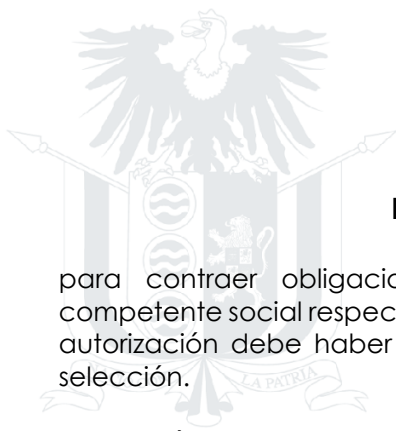 para contraer obligacio
competente social respec
autorización debe haber
selección.
LA PATRIA